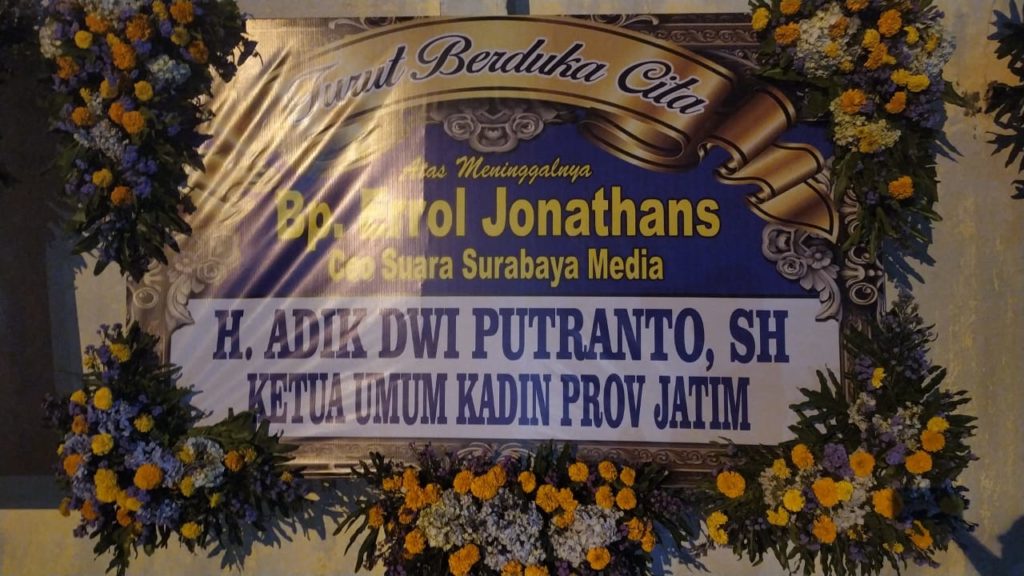 Turut Berduka Cita
Atas Meninggalnya
Bp. Errol Jonathans
Ceo Suara Surabaya Media
H. ADIK DWI PUTRANTO, SH
KETUA UMUM KADIN PROV JATIM